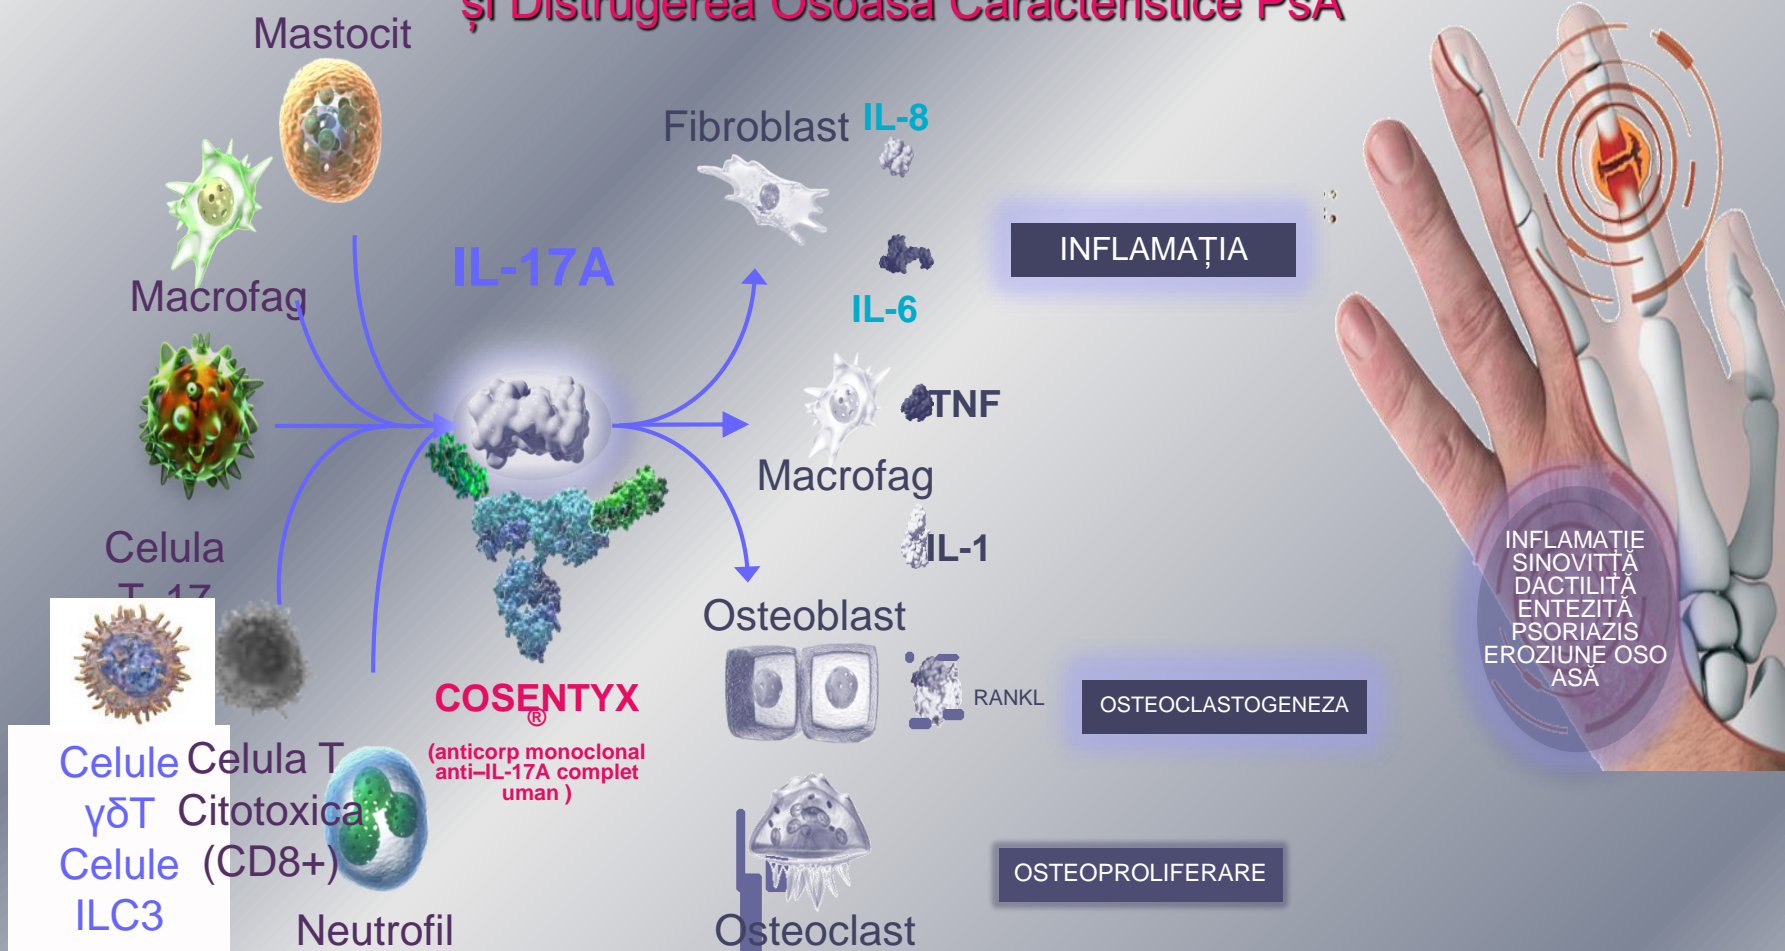 și Distrugerea Osoasă Caracteristice PsA
Mastocit
Macrofag
Celula
Celule
γδT
Celule
ILC3
Celula T
Citotoxica
(CD8+)
Neutrofil
IL-17A
COSENTYX
®
(anticorp monoclonal
anti–IL-17A complet
uman )
Fibroblast
IL-8
IL-6
TNF
Macrofag
IL-1
Osteoblast
RANKL
Osteoclast
INFLAMAȚIA
OSTEOCLASTOGENEZA
OSTEOPROLIFERARE
INFLAMAȚIE
SINOVITȚĂ
DACTILIȚĂ
ENTEZITĂ
PSORIAZIS
EROZIUNE OSO
ASĂ